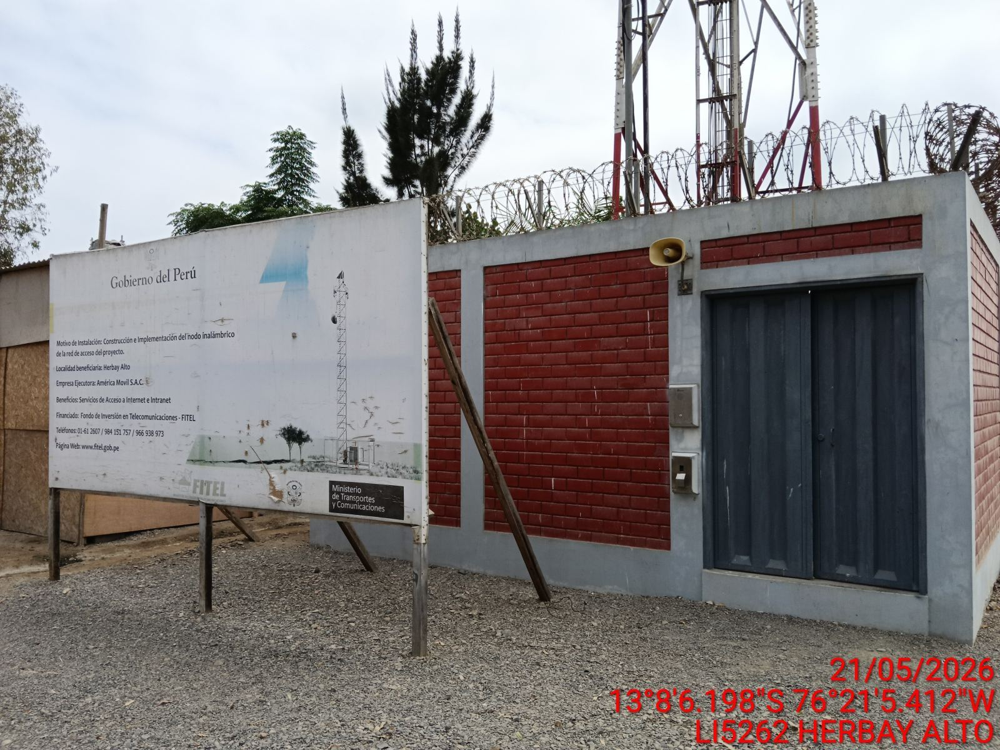 Gobierno del Perú
Motivo de Instalación: Construcción e Implementación del nodo inalámbrico
de la red de acceso del proyecto.
Localidad beneficiaria: Herbay Alto
Empresa Ejecutora: América Movil S.A.C.
Beneficios: Servicios de Acceso a Internet e Intranet
Financiado: Fondo de Inversión en Telecomunicaciones - FITEL
Teléfonos: 01-61 2607 / 984 151 757 / 966 938 973
Página Web: www.fitel.gob.pe
FITEL
Ministerio
de Transportes
y Comunicaciones
21/05/2026
13°8'6.198"S 76°21'5.412"W
LI5262 HERBAY ALTO